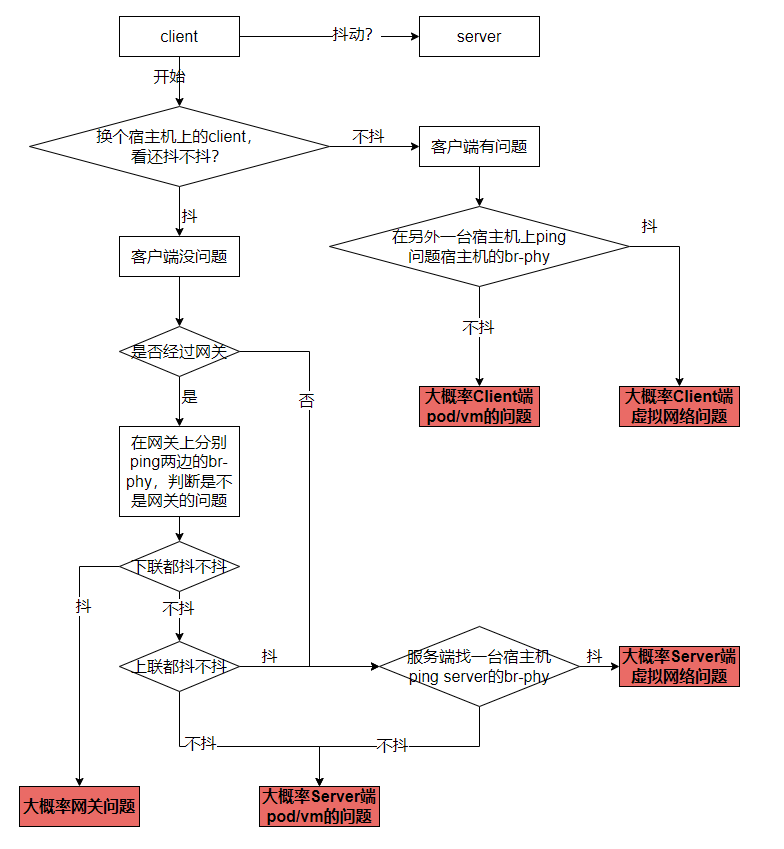 client
抖动?
server
开始
换个宿主机上的client,
看还抖不抖?
不抖
客户端有问题
抖
客户端没问题
在另外一台宿主机上ping
问题宿主机的br-phy
抖
不抖
是否经过网关
大概率Client端
pod/vm的问题
大概率Client端
虚拟网络问题
是
否
在网关上分别
ping两边的br-
phy，判断是不
是网关的问题
下联都抖不抖
抖
不抖
上联都抖不抖
抖
服务端找一台宿主机
ping server的br-phy
抖
大概率Server端
虚拟网络问题
不抖
不抖
大概率网关问题
大概率Server端
pod/vm的问题